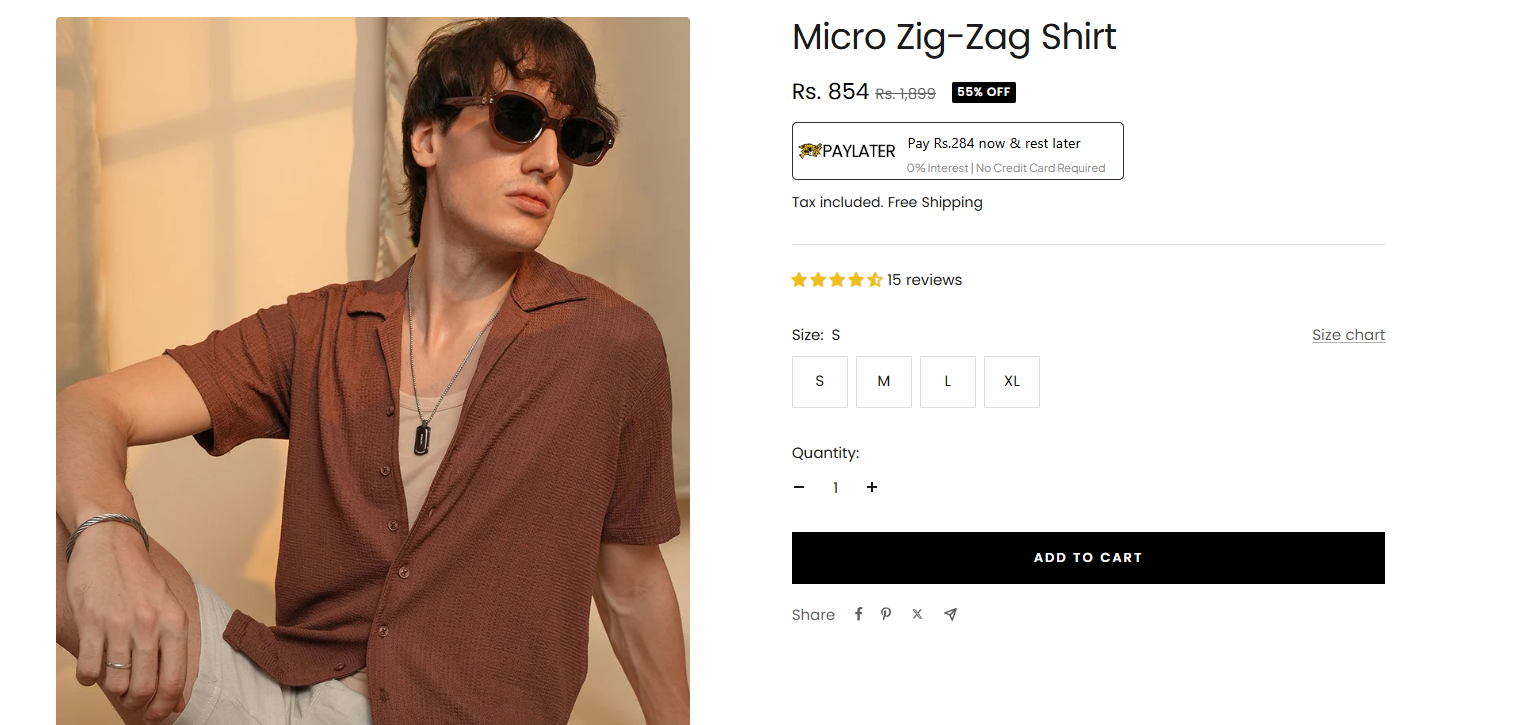 Micro Zig-Zag Shirt
Rs. 854 Rs. 1,899 55% OFF
PAYLATER Pay Rs.284 now & rest later
0% Interest | No Credit Card Required
Tax included. Free Shipping
15 reviews
Size: S Size chart
S M L XL
Quantity:
− 1 +
ADD TO CART
Share